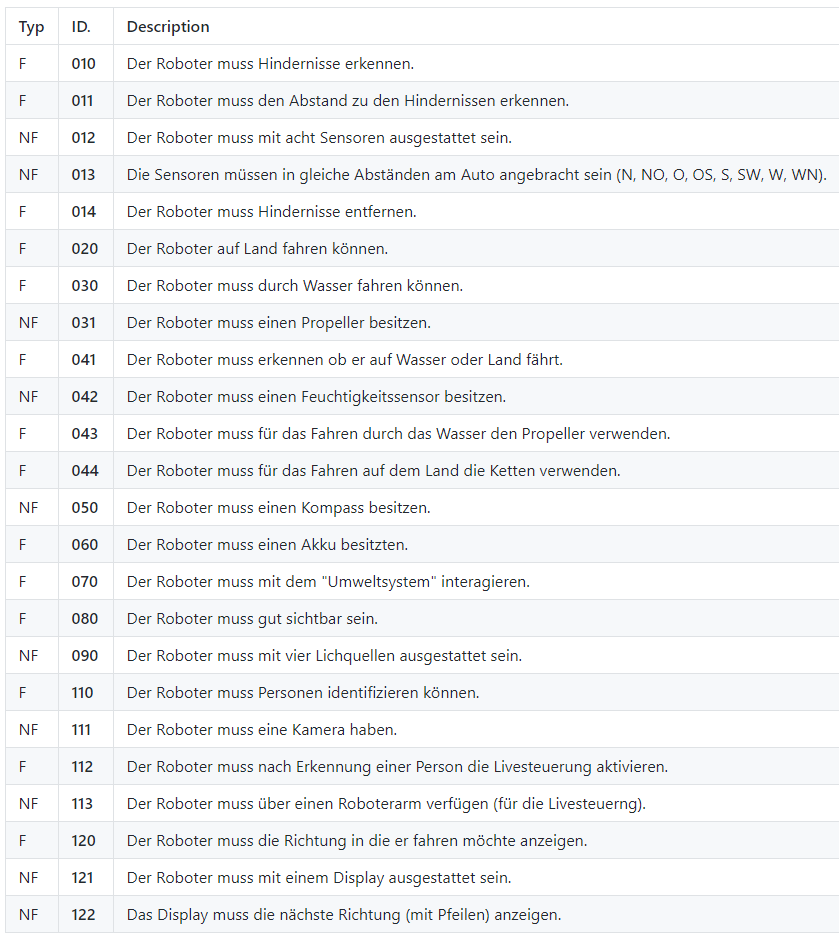 Typ ID. Description
F 010 Der Roboter muss Hindernisse erkennen.
F 011 Der Roboter muss den Abstand zu den Hindernissen erkennen.
NF 012 Der Roboter muss mit acht Sensoren ausgestattet sein.
NF 013 Die Sensoren müssen in gleiche Abständen am Auto angebracht sein (N, NO, O, OS, S, SW, W, WN).
F 014 Der Roboter muss Hindernisse entfernen.
F 020 Der Roboter auf Land fahren können.
F 030 Der Roboter muss durch Wasser fahren können.
NF 031 Der Roboter muss einen Propeller besitzen.
F 041 Der Roboter muss erkennen ob er auf Wasser oder Land fährt.
NF 042 Der Roboter muss einen Feuchtigkeitssensor besitzen.
F 043 Der Roboter muss für das Fahren durch das Wasser den Propeller verwenden.
F 044 Der Roboter muss für das Fahren auf dem Land die Ketten verwenden.
NF 050 Der Roboter muss einen Kompass besitzen.
F 060 Der Roboter muss einen Akku besitzten.
F 070 Der Roboter muss mit dem "Umweltsystem" interagieren.
F 080 Der Roboter muss gut sichtbar sein.
NF 090 Der Roboter muss mit vier Lichquellen ausgestattet sein.
F 110 Der Roboter muss Personen identifizieren können.
NF 111 Der Roboter muss eine Kamera haben.
F 112 Der Roboter muss nach Erkennung einer Person die Livesteuerung aktivieren.
NF 113 Der Roboter muss über einen Roboterarm verfügen (für die Livesteuerng).
F 120 Der Roboter muss die Richtung in die er fahren möchte anzeigen.
NF 121 Der Roboter muss mit einem Display ausgestattet sein.
NF 122 Das Display muss die nächste Richtung (mit Pfeilen) anzeigen.